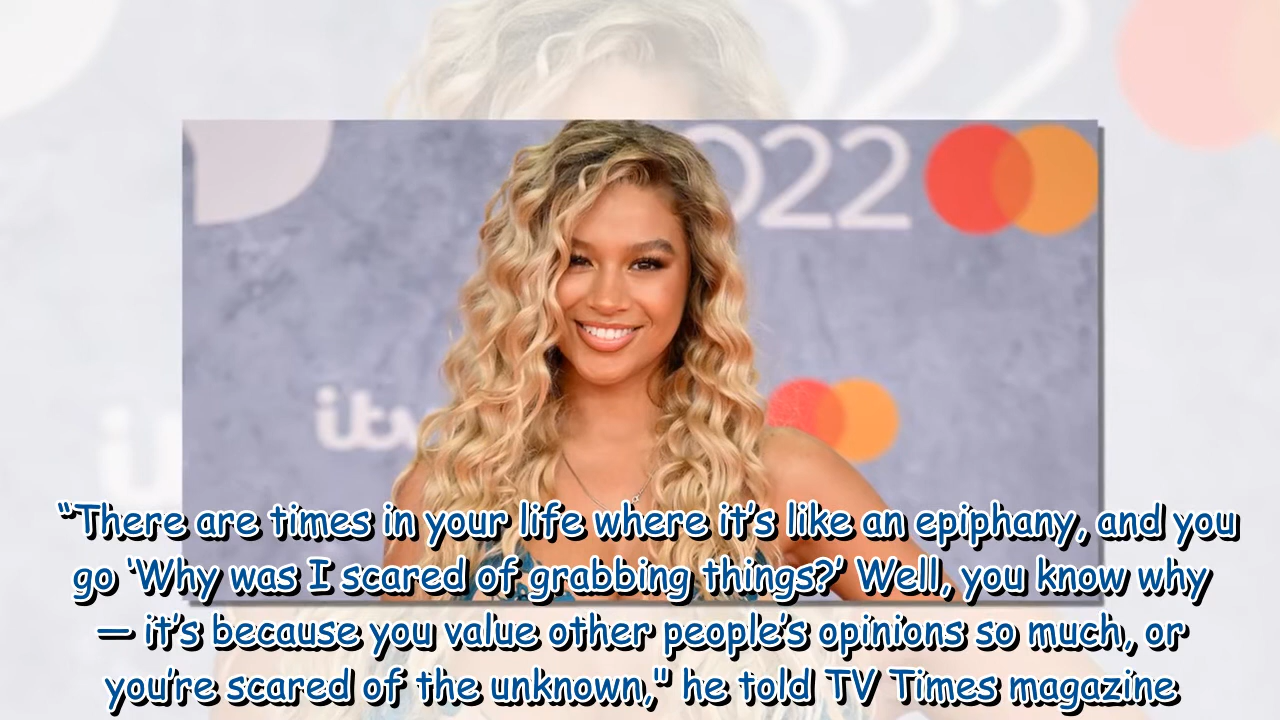 2022
itv
“There are times in your life where it’s like an epiphany, and you
go ‘Why was I scared of grabbing things?’ Well, you know why
— it’s because you value other people’s opinions so much, or
you’re scared of the unknown," he told TV Times magazine